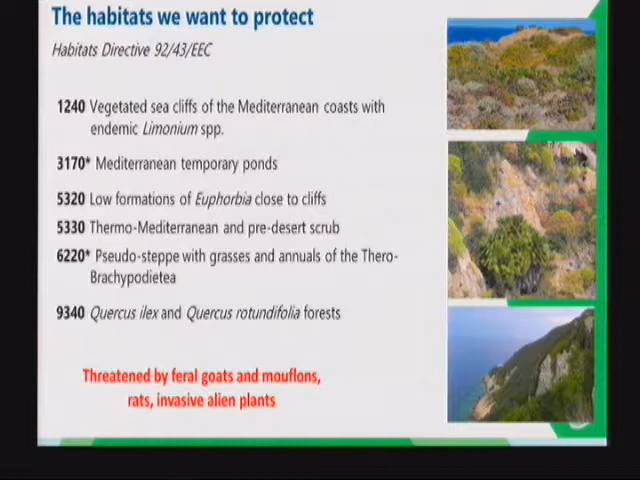 The habitats we want to protect
Habitats Directive 92/43/EEC
1240 Vegetated sea cliffs of the Mediterranean coasts with
endemic Limonium spp.
3170* Mediterranean temporary ponds
5320 Low formations of Euphorbia close to cliffs
5330 Thermo-Mediterranean and pre-desert scrub
6220* Pseudo-steppe with grasses and annuals of the Thero-
Brachypodietea
9340 Quercus ilex and Quercus rotundifolia forests
Threatened by feral goats and mouflons,
rats, invasive alien plants